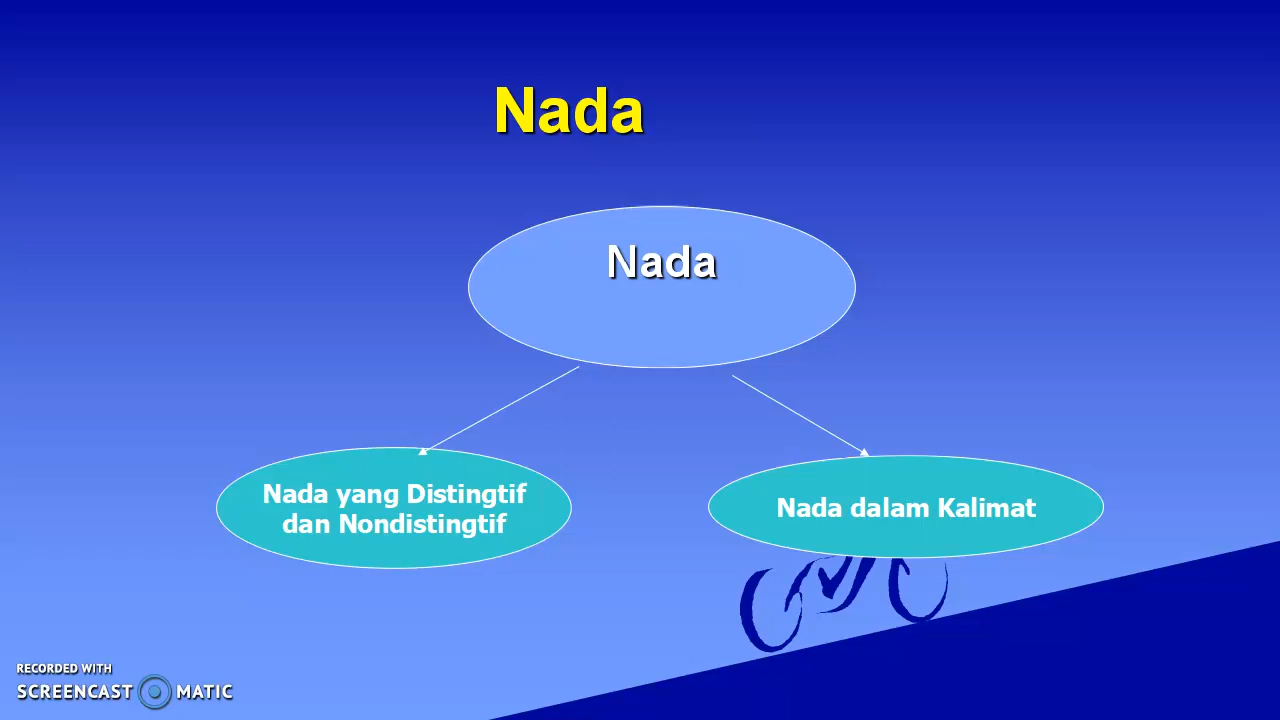 Nada
Nada
Nada yang Distingtif
dan Nondistingtif
Nada dalam Kalimat
RECORDED WITH
SCREENCAST MATIC